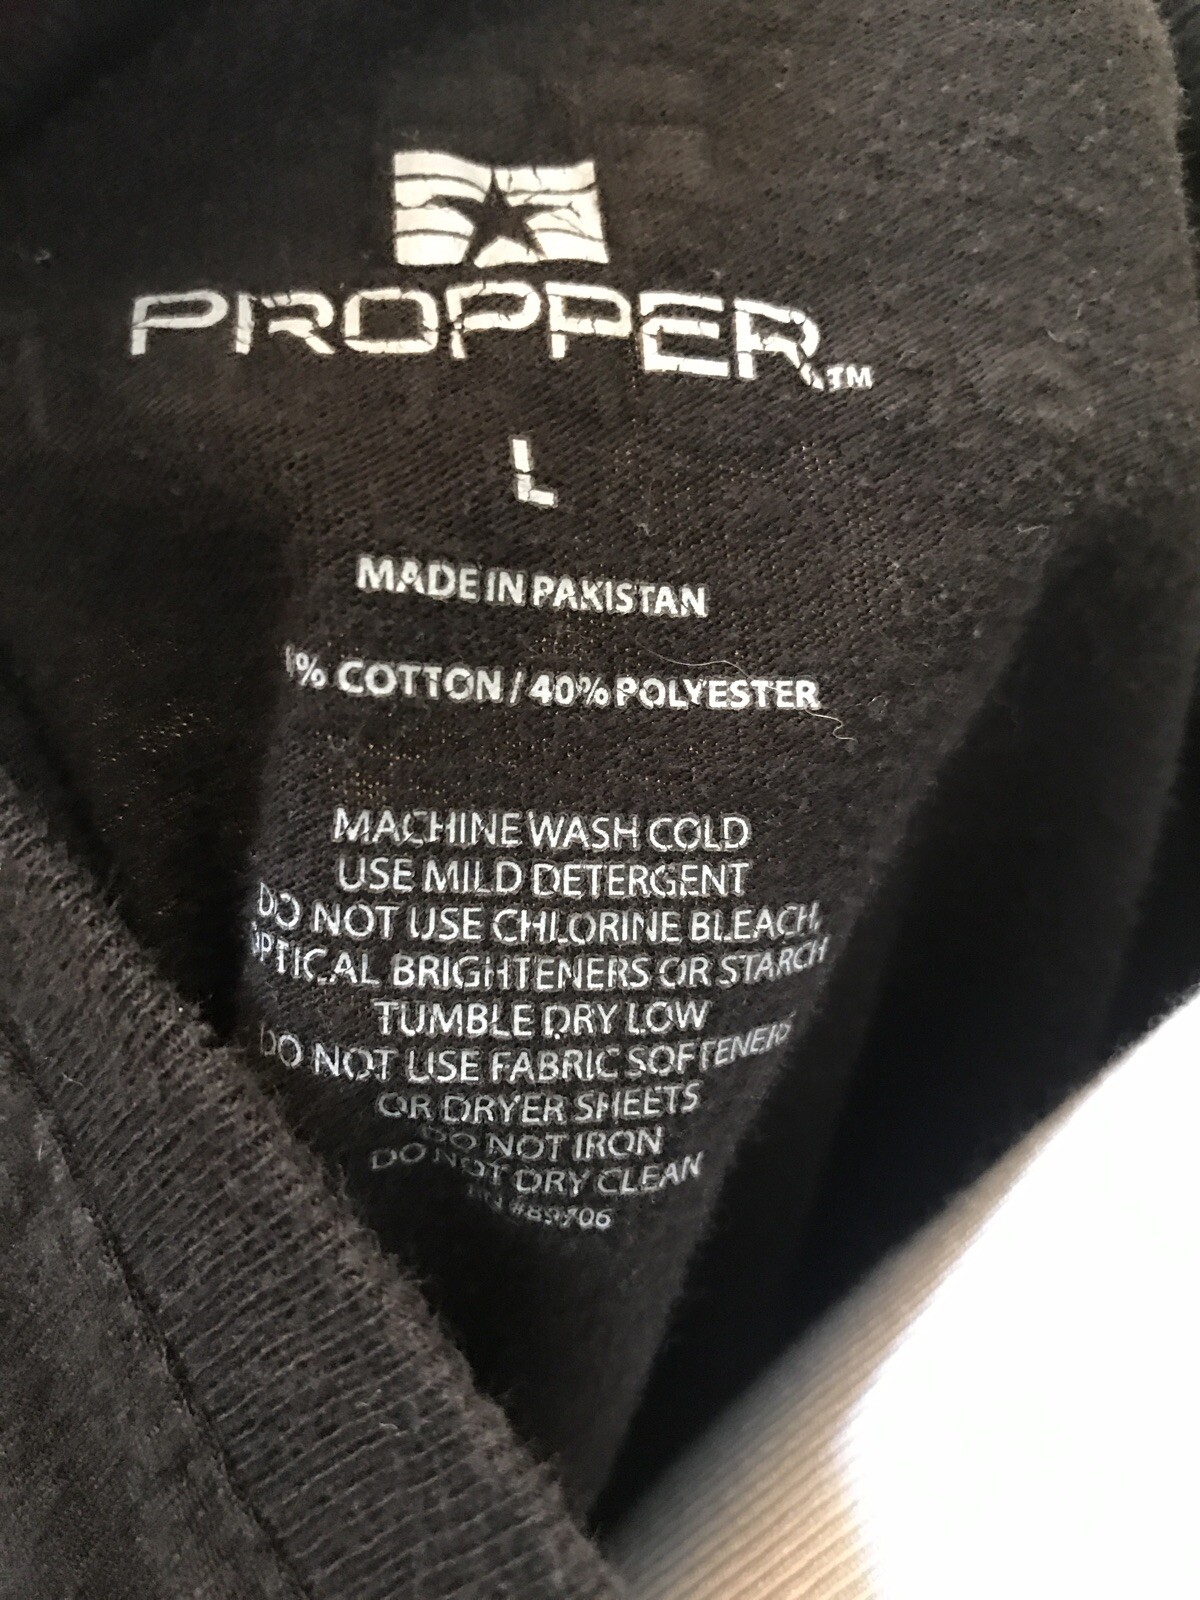 PROPPER™
L
MADE IN PAKISTAN
% COTTON / 40% POLYESTER
MACHINE WASH COLD
USE MILD DETERGENT
DO NOT USE CHLORINE BLEACH,
OPTICAL BRIGHTENERS OR STARCH
TUMBLE DRY LOW
DO NOT USE FABRIC SOFTENERS
OR DRYER SHEETS
DO NOT IRON
DO NOT DRY CLEAN
#89906